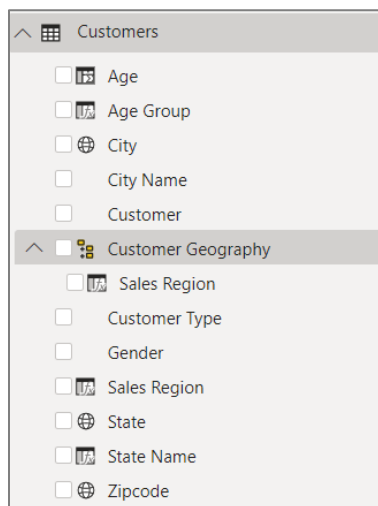 Customers
Age
Age Group
City
City Name
Customer
Customer Geography
Sales Region
Customer Type
Gender
Sales Region
State
State Name
Zipcode